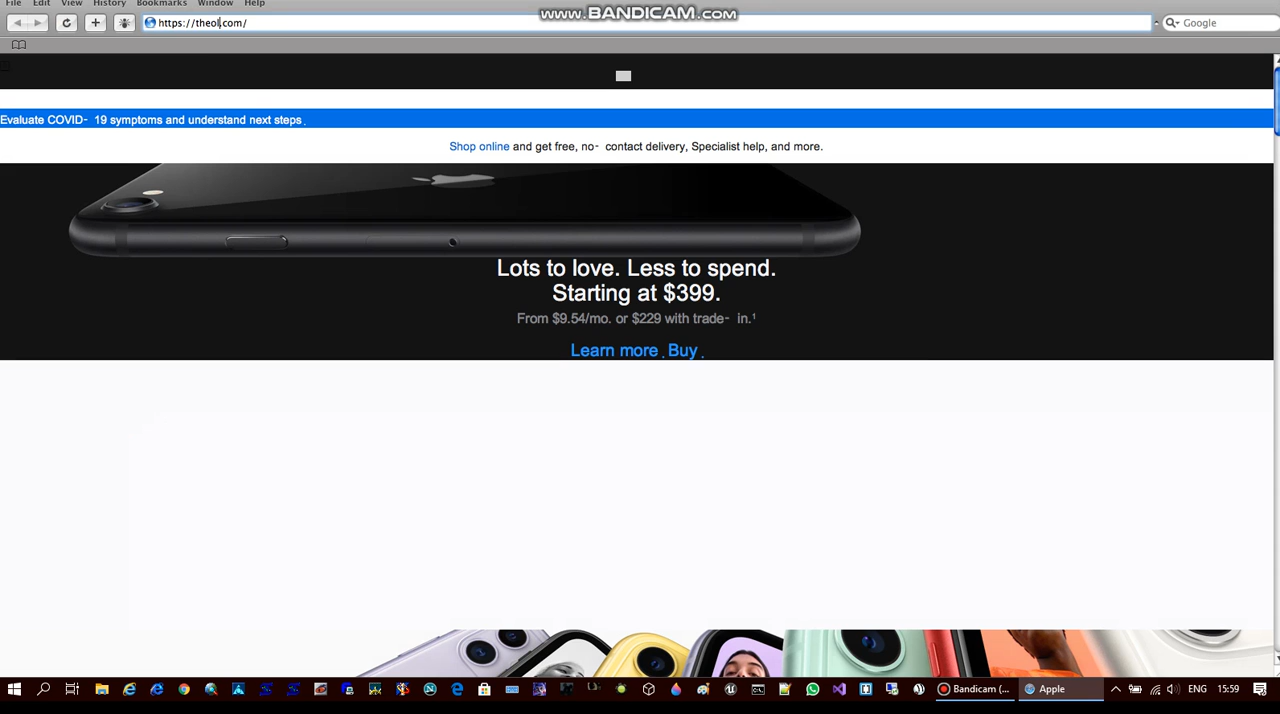 File Edit View History Bookmarks Window Help
www.BANDICAM.com
https://theol.com/
Google
Evaluate COVID- 19 symptoms and understand next steps
Shop online and get free, no- contact delivery, Specialist help, and more.
Lots to love. Less to spend.
Starting at $399.
From $9.54/mo. or $229 with trade- in.¹
Learn more Buy
Bandicam (...
Apple
ENG
15:59